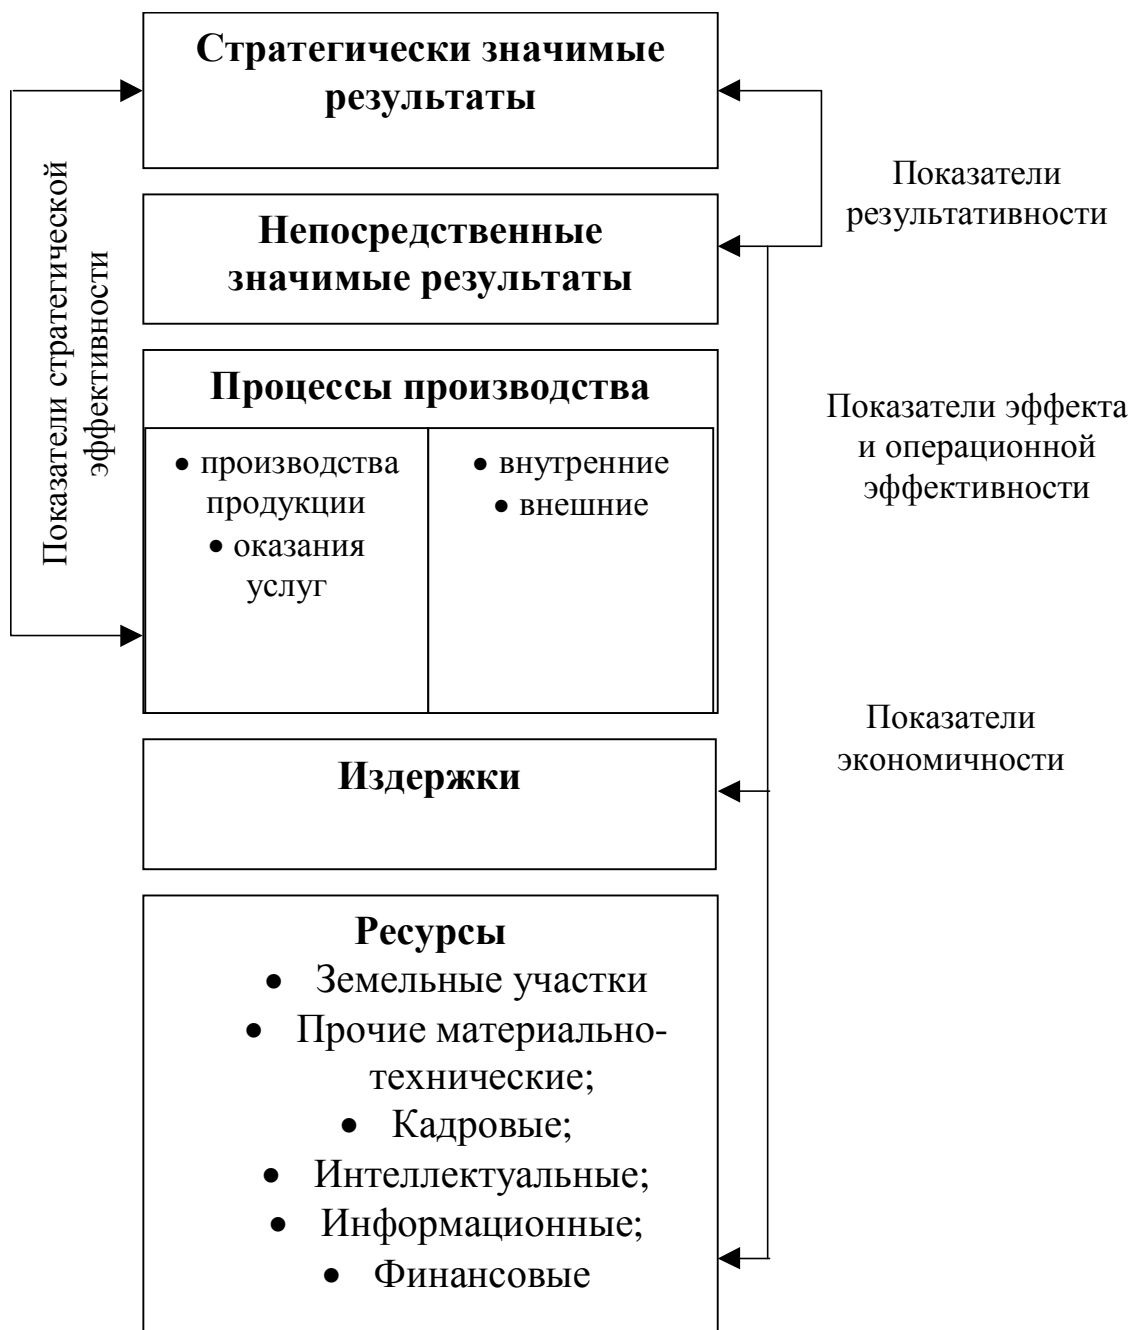 Стратегически значимые
результаты
Показатели
результативности
Непосредственные
значимые результаты
Показатели стратегической
эффективности
Процессы производства
• производства
продукции
• оказания
услуг
• внутренние
• внешние
Показатели эффекта
и операционной
эффективности
Показатели
экономичности
Издержки
Ресурсы
• Земельные участки
• Прочие материально-
технические;
• Кадровые;
• Интеллектуальные;
• Информационные;
• Финансовые